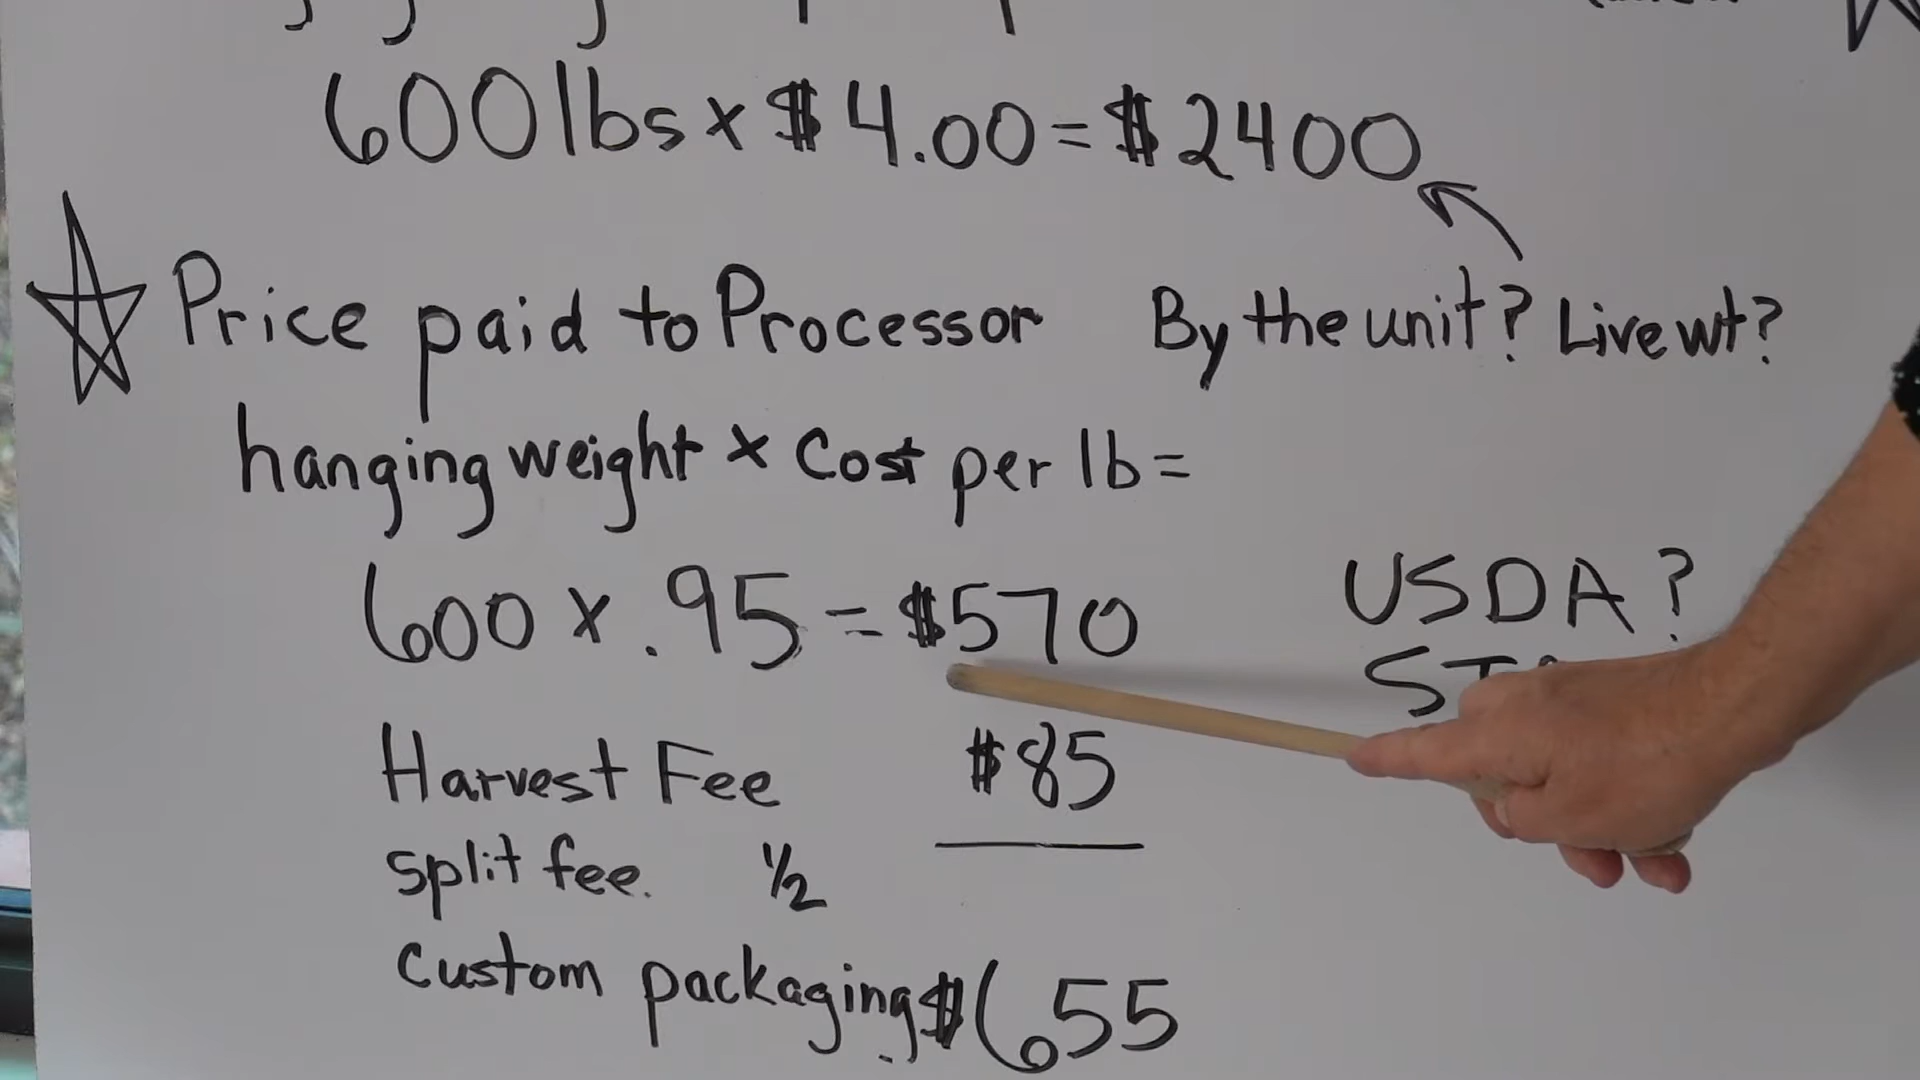 600 lbs x $4.00 = $2400
Price paid to Processor By the unit? Live wt?
hanging weight x Cost per lb =
600 x .95 = $570
USDA?
Harvest Fee $85
split fee. 1/2
Custom packaging $655